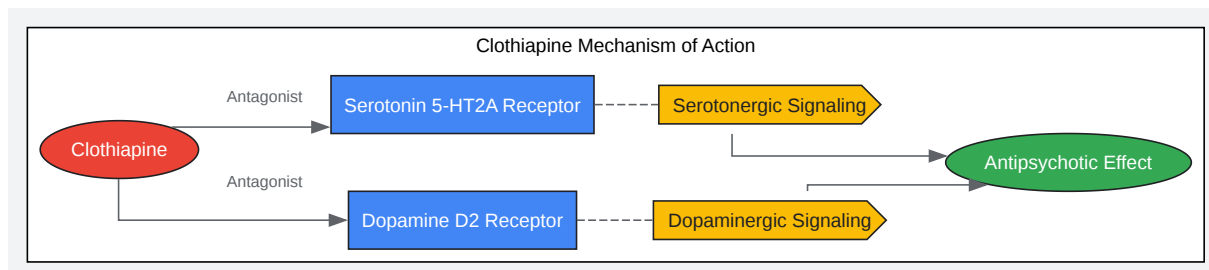 Clothiapine Mechanism of Action
Antagonist
Serotonin 5-HT2A Receptor
Serotonergic Signaling
Clothiapine
Antipsychotic Effect
Antagonist
Dopamine D2 Receptor
Dopaminergic Signaling